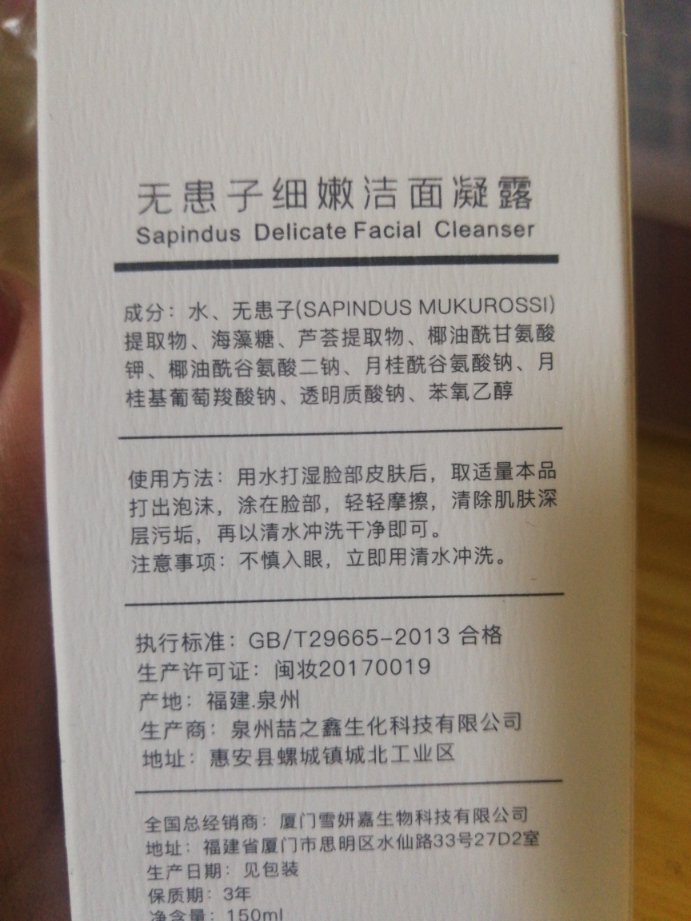 无患子细嫩洁面凝露
Sapindus Delicate Facial Cleanser
成分：水、无患子(SAPINDUS MUKUROSSI)
提取物、海藻糖、芦荟提取物、椰油酰甘氨酸
钾、椰油酰谷氨酸二钠、月桂酰谷氨酸钠、月
桂基葡萄羧酸钠、透明质酸钠、苯氧乙醇
使用方法：用水打湿脸部皮肤后，取适量本品
打出泡沫，涂在脸部，轻轻摩擦，清除肌肤深
层污垢，再以清水冲洗干净即可。
注意事项：不慎入眼，立即用清水冲洗。
执行标准：GB/T29665-2013 合格
生产许可证：闽妆20170019
产地：福建.泉州
生产商：泉州喆之鑫生化科技有限公司
地址：惠安县螺城镇城北工业区
全国总经销商：厦门雪妍嘉生物科技有限公司
地址：福建省厦门市思明区水仙路33号27D2室
生产日期：见包装
保质期：3年
净含量：150ml